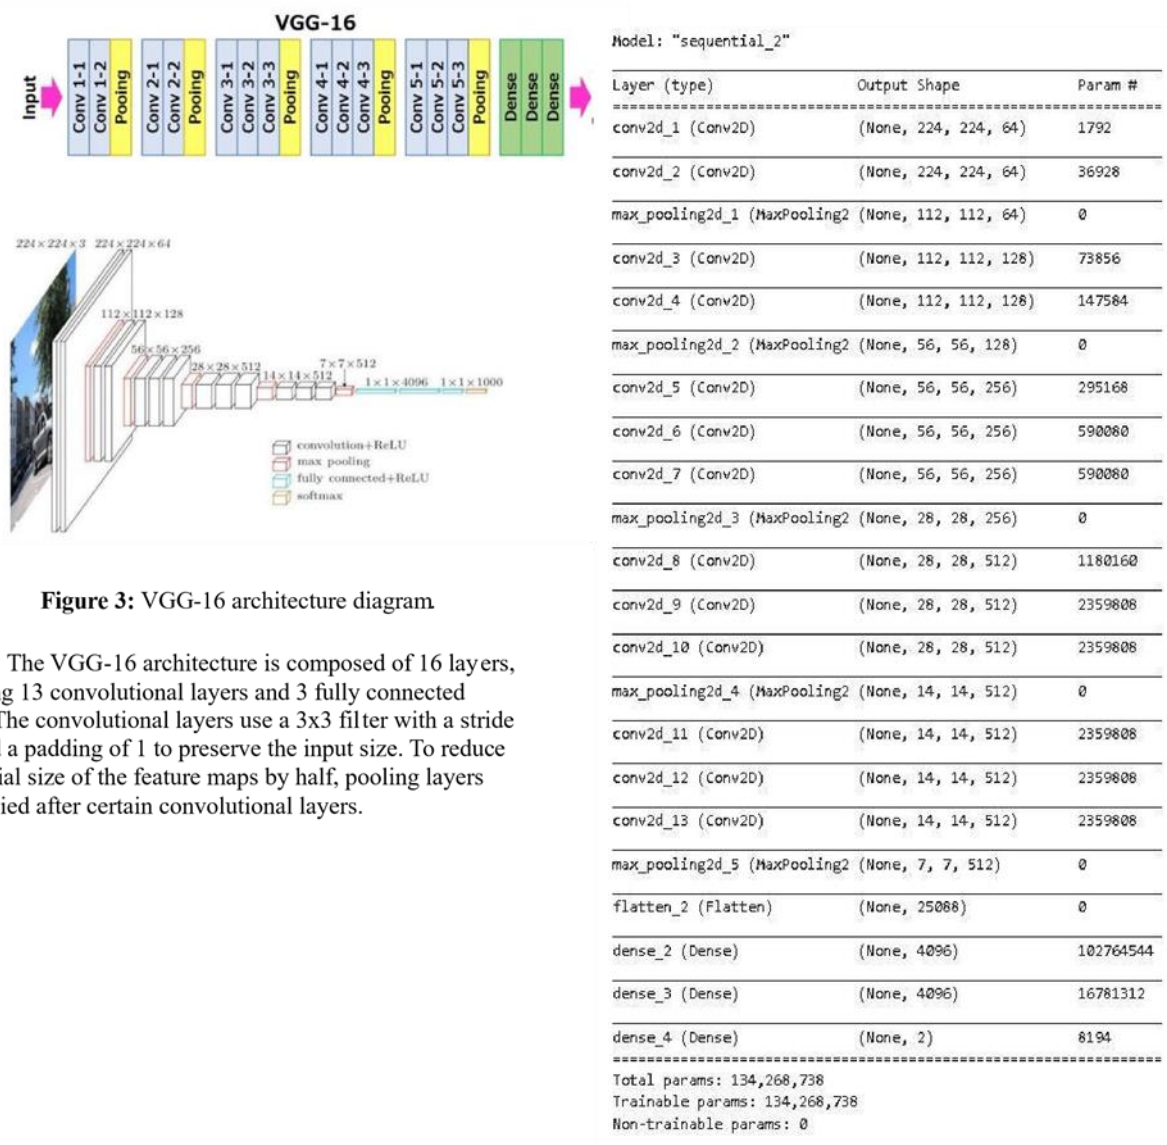 VGG-16
Input
Conv 1-1
Conv 1-2
Pooing
Conv 2-1
Conv 2-2
Pooing
Conv 3-1
Conv 3-2
Conv 3-3
Pooing
Conv 4-1
Conv 4-2
Conv 4-3
Pooing
Conv 5-1
Conv 5-2
Conv 5-3
Pooing
Dense
Dense
Dense
224×224×3 224×224×64
112×112×128
56×56×256
28×28×512
14×14×512
7×7×512
1×1×4096 1×1×1000
convolution+ReLU
max pooling
fully connected+ReLU
softmax
Figure 3: VGG-16 architecture diagram
The VGG-16 architecture is composed of 16 layers,
g 13 convolutional layers and 3 fully connected
The convolutional layers use a 3x3 filter with a stride
a padding of 1 to preserve the input size. To reduce
ial size of the feature maps by half, pooling layers
ied after certain convolutional layers.
Model: "sequential_2"
Layer (type) Output Shape Param #
conv2d_1 (Conv2D) (None, 224, 224, 64) 1792
conv2d_2 (Conv2D) (None, 224, 224, 64) 36928
max_pooling2d_1 (MaxPooling2 (None, 112, 112, 64) 0
conv2d_3 (Conv2D) (None, 112, 112, 128) 73856
conv2d_4 (Conv2D) (None, 112, 112, 128) 147584
max_pooling2d_2 (MaxPooling2 (None, 56, 56, 128) 0
conv2d_5 (Conv2D) (None, 56, 56, 256) 295168
conv2d_6 (Conv2D) (None, 56, 56, 256) 590080
conv2d_7 (Conv2D) (None, 56, 56, 256) 590080
max_pooling2d_3 (MaxPooling2 (None, 28, 28, 256) 0
conv2d_8 (Conv2D) (None, 28, 28, 512) 1180160
conv2d_9 (Conv2D) (None, 28, 28, 512) 2359808
conv2d_10 (Conv2D) (None, 28, 28, 512) 2359808
max_pooling2d_4 (MaxPooling2 (None, 14, 14, 512) 0
conv2d_11 (Conv2D) (None, 14, 14, 512) 2359808
conv2d_12 (Conv2D) (None, 14, 14, 512) 2359808
conv2d_13 (Conv2D) (None, 14, 14, 512) 2359808
max_pooling2d_5 (MaxPooling2 (None, 7, 7, 512) 0
flatten_2 (Flatten) (None, 25088) 0
dense_2 (Dense) (None, 4096) 102764544
dense_3 (Dense) (None, 4096) 16781312
dense_4 (Dense) (None, 2) 8194
Total params: 134,268,738
Trainable params: 134,268,738
Non-trainable params: 0